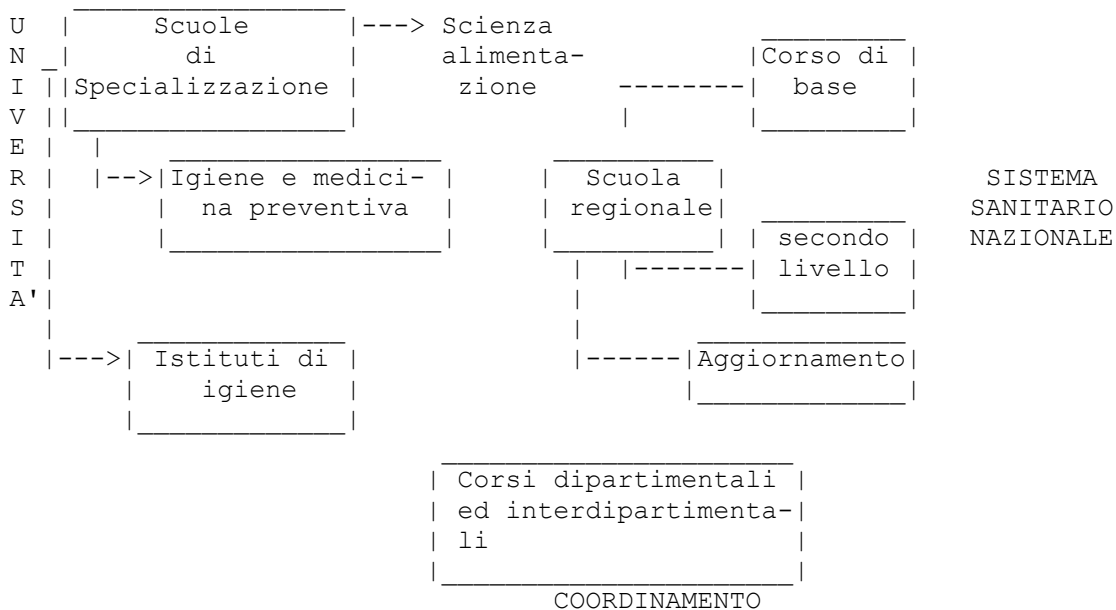 UNIVERSITA'
Scuole
di
Specializzazione
Scienza
alimenta-
zione
Corso di
base
Igiene e medici-
na preventiva
Scuola
regionale
secondo
livello
SISTEMA
SANITARIO
NAZIONALE
Istituti di
igiene
Aggiornamento
Corsi dipartimentali
ed interdipartimenta-
li
COORDINAMENTO